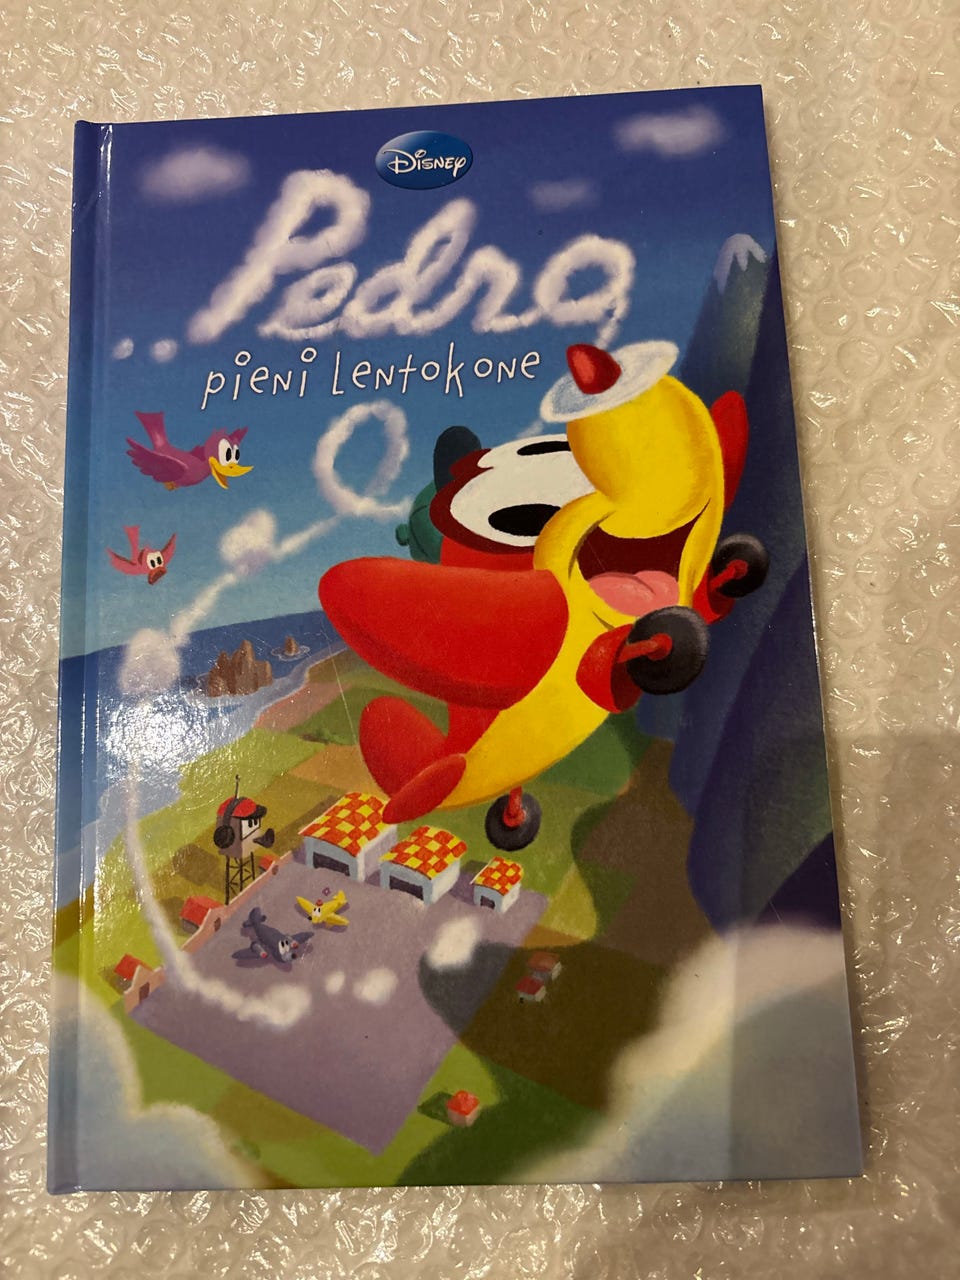 Disney
Pedro
pieni lentokone